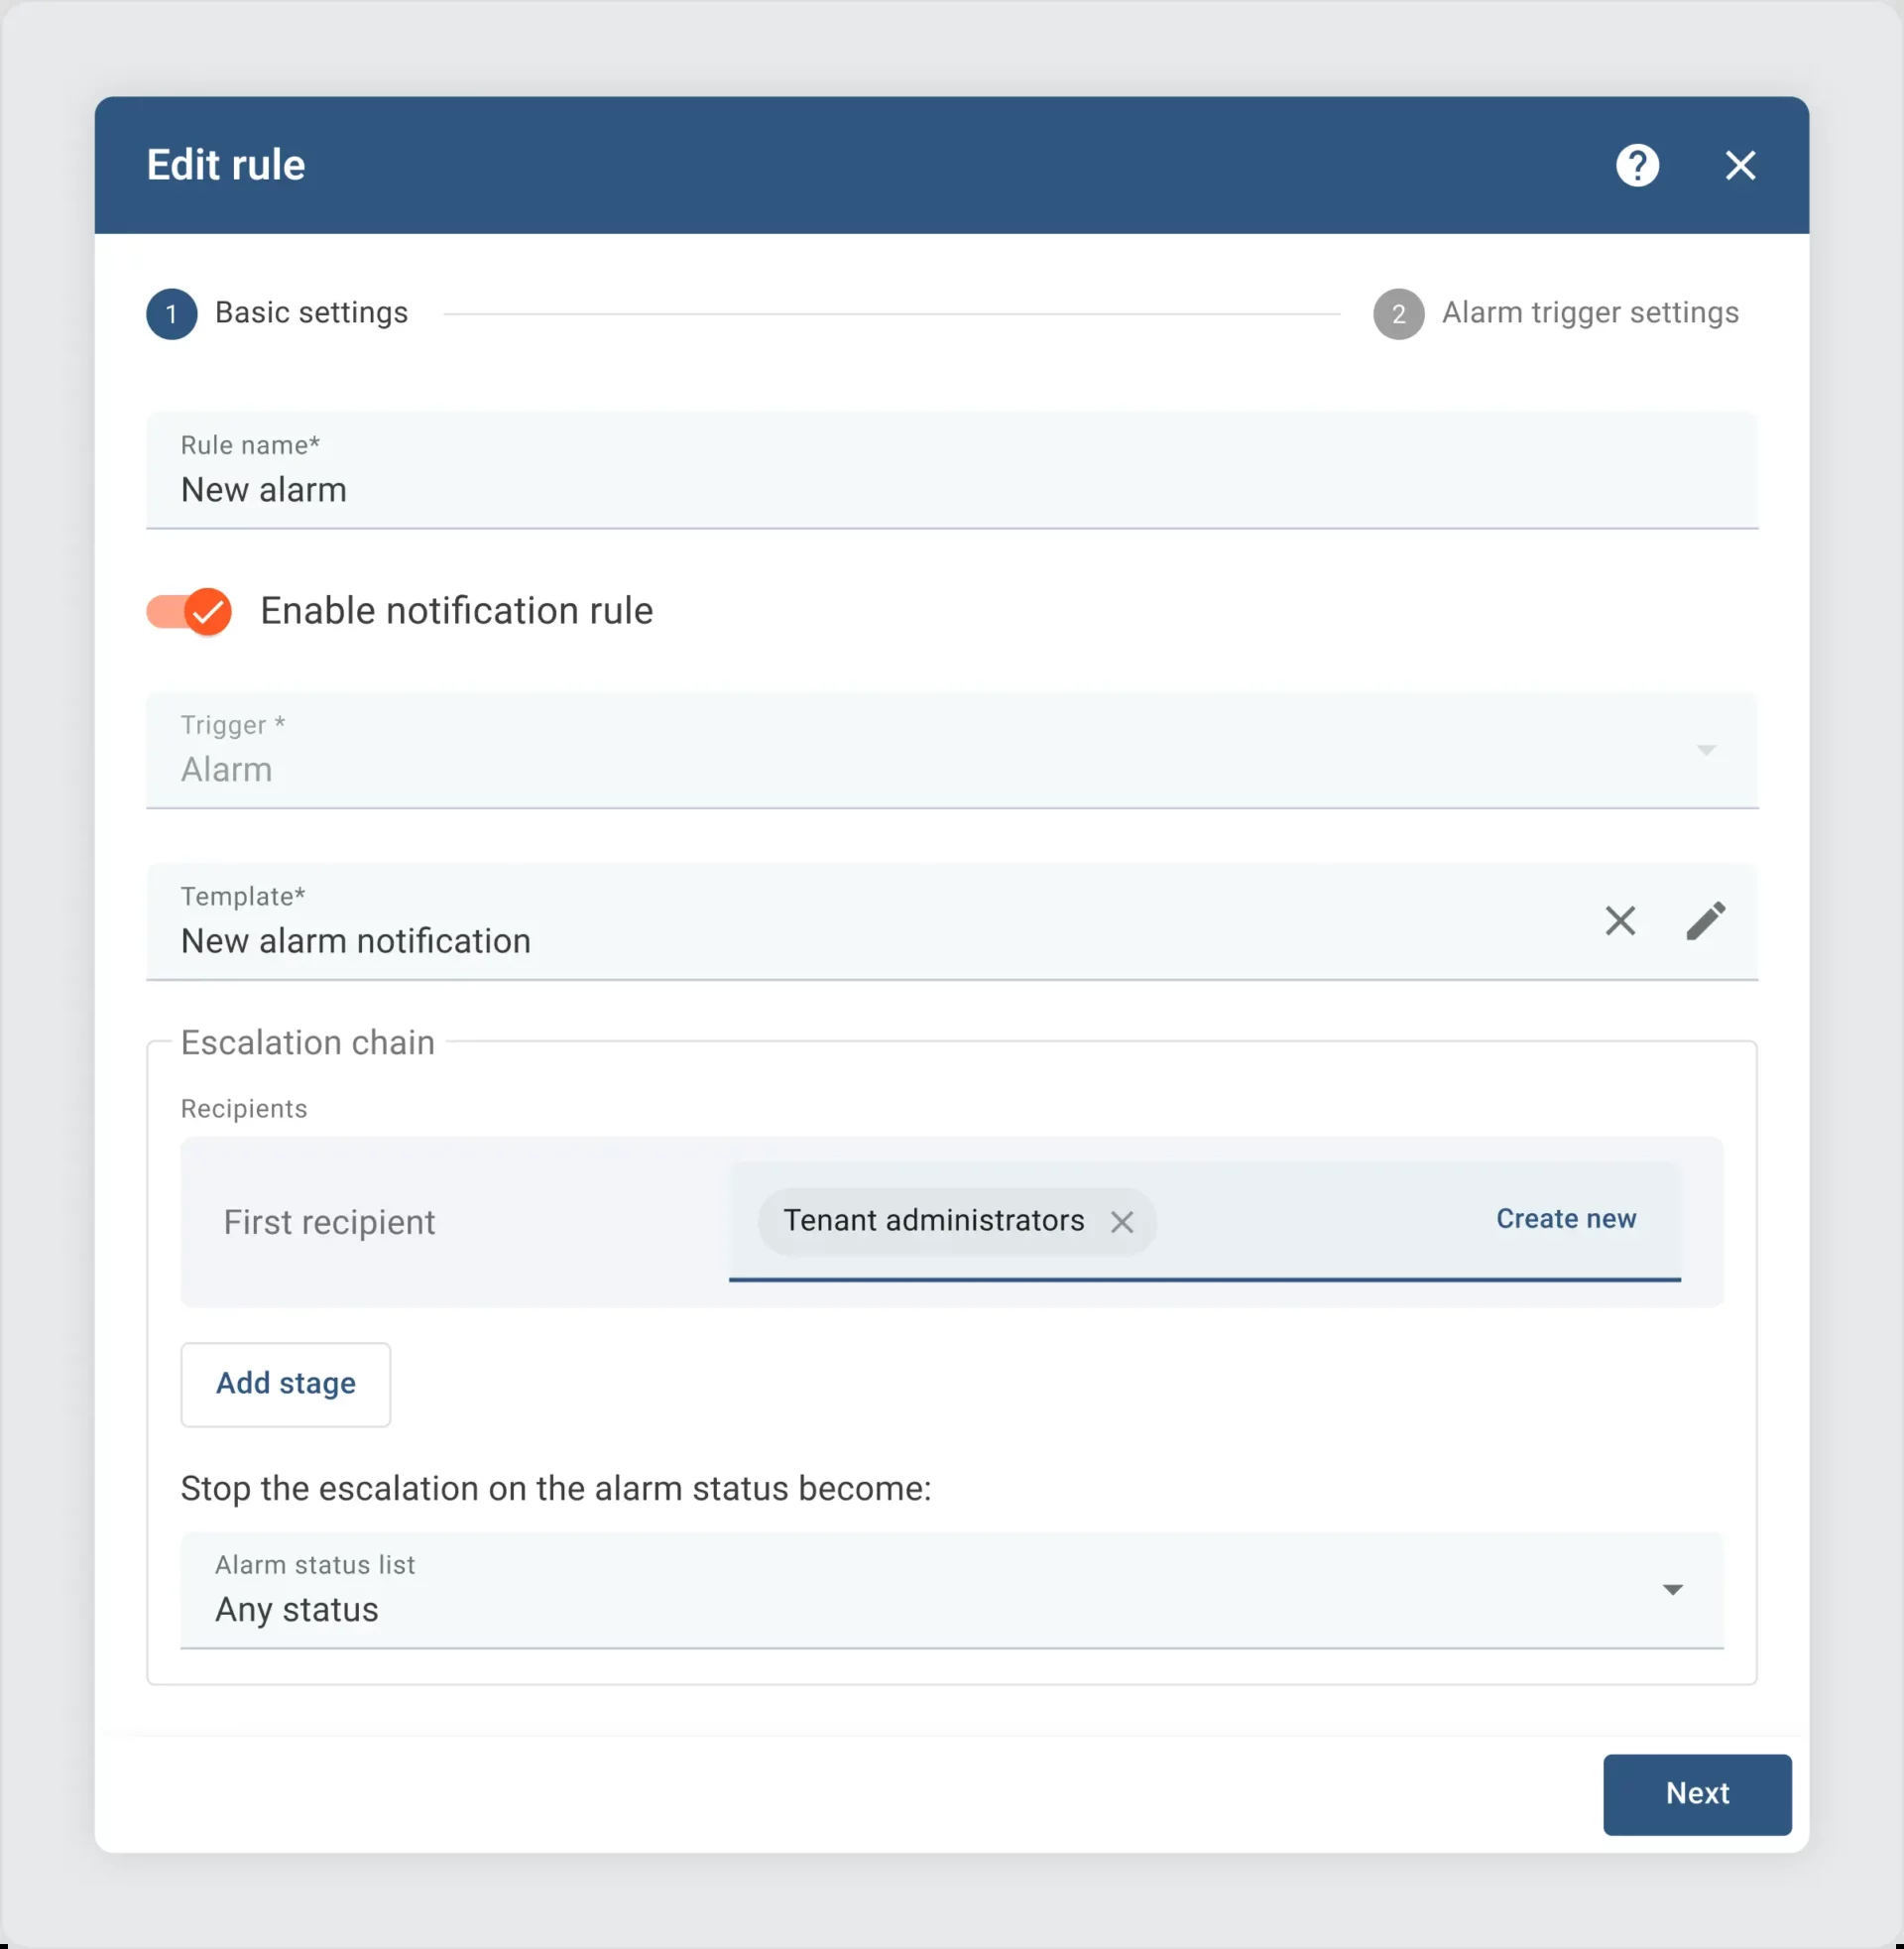 Edit rule
?
1 Basic settings
2 Alarm trigger settings
Rule name*
New alarm
Enable notification rule
Trigger *
Alarm
Template*
New alarm notification
Escalation chain
Recipients
First recipient
Tenant administrators
Create new
Add stage
Stop the escalation on the alarm status become:
Alarm status list
Any status
Next